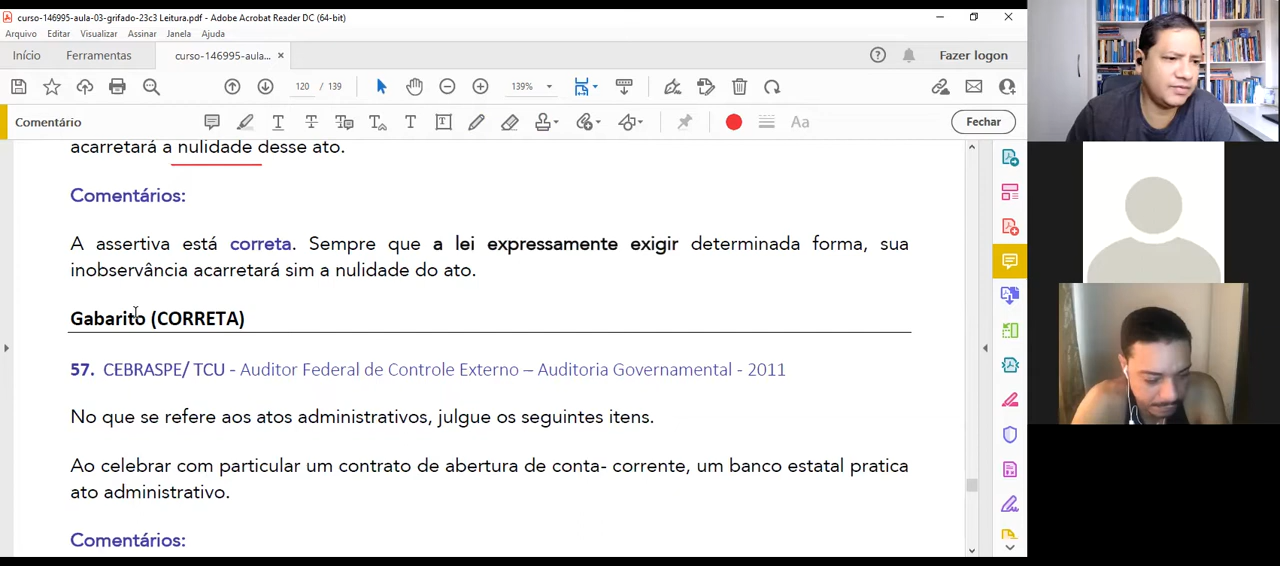 curso-146995-aula-03-grifado-23c3 Leitura.pdf - Adobe Acrobat Reader DC (64-bit)
Arquivo Editar Visualizar Assinar Janela Ajuda
Início Ferramentas curso-146995-aula... × Fazer logon
120 / 139 139%
Comentário Aa Fechar
acarretará a nulidade desse ato.
Comentários:
A assertiva está correta. Sempre que a lei expressamente exigir determinada forma, sua
inobservância acarretará sim a nulidade do ato.
Gabarito (CORRETA)
57. CEBRASPE/ TCU - Auditor Federal de Controle Externo – Auditoria Governamental - 2011
No que se refere aos atos administrativos, julgue os seguintes itens.
Ao celebrar com particular um contrato de abertura de conta- corrente, um banco estatal pratica
ato administrativo.
Comentários: